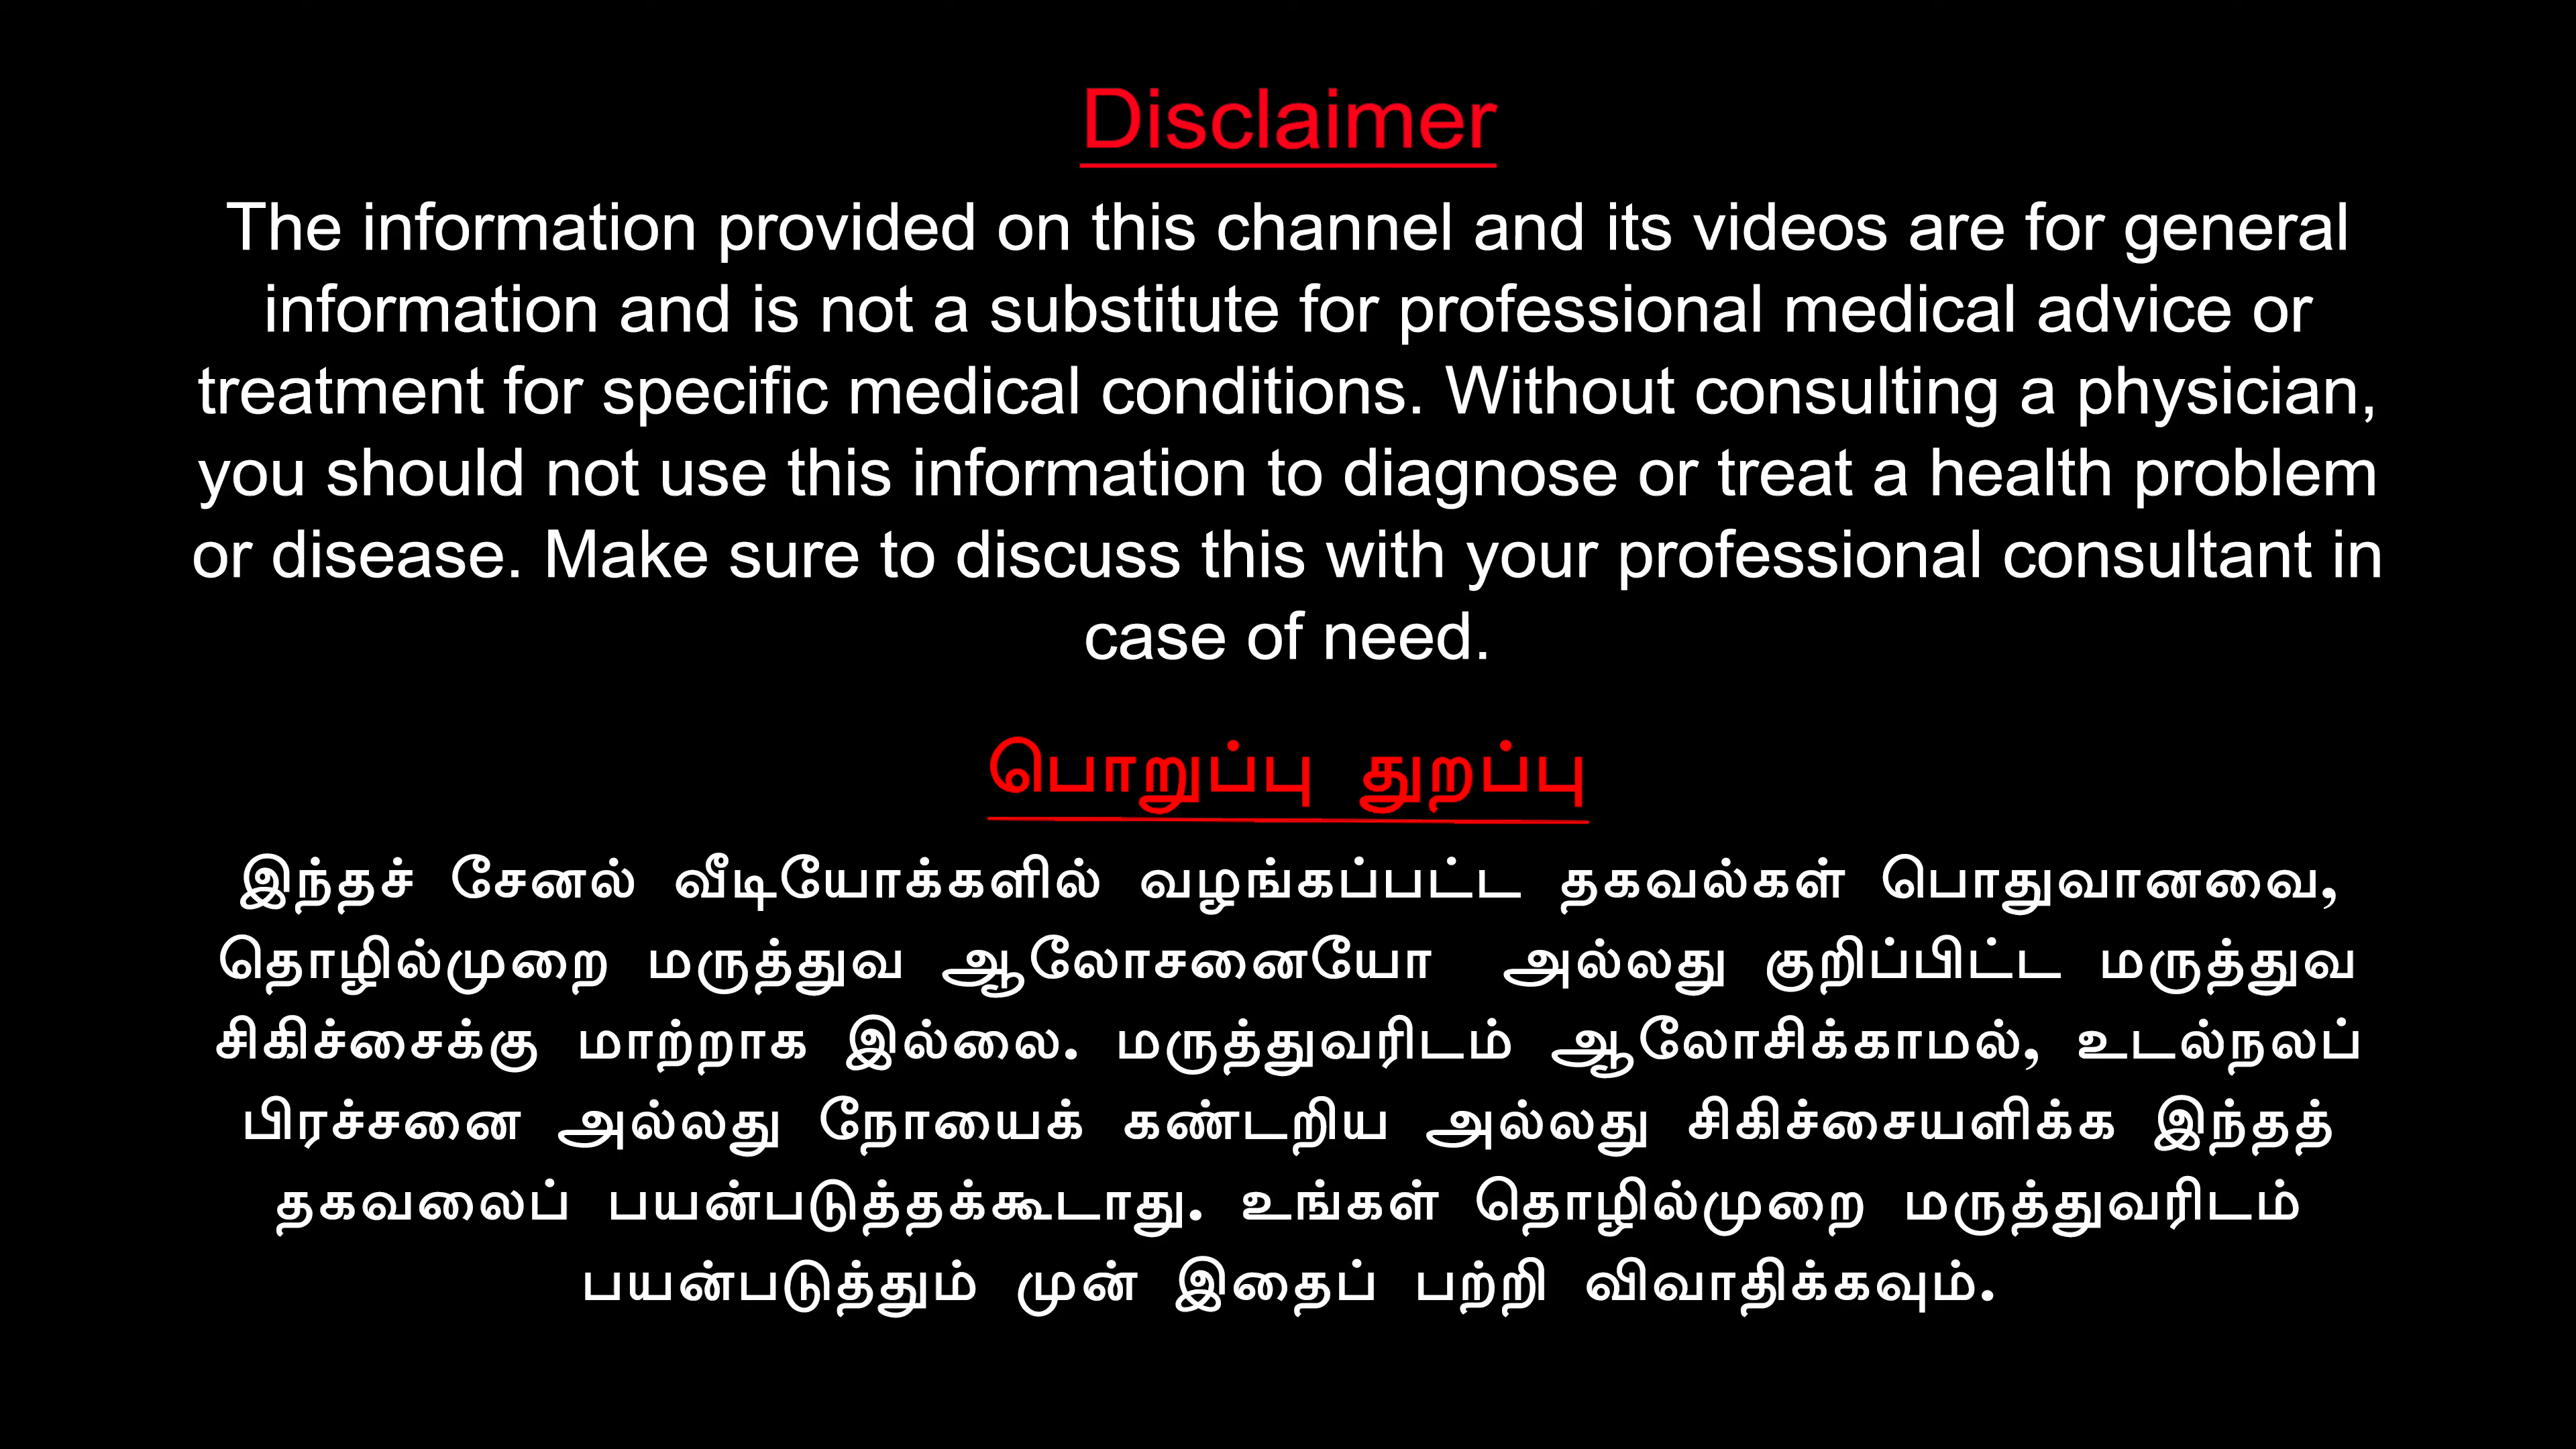 Disclaimer
The information provided on this channel and its videos are for general
information and is not a substitute for professional medical advice or
treatment for specific medical conditions. Without consulting a physician,
you should not use this information to diagnose or treat a health problem
or disease. Make sure to discuss this with your professional consultant in
case of need.
பொறுப்பு துறப்பு
இந்தச் சேனல் வீடியோக்களில் வழங்கப்பட்ட தகவல்கள் பொதுவானவை,
தொழில்முறை மருத்துவ ஆலோசனையோ அல்லது குறிப்பிட்ட மருத்துவ
சிகிச்சைக்கு மாற்றாக இல்லை. மருத்துவரிடம் ஆலோசிக்காமல், உடல்நலப்
பிரச்சனை அல்லது நோயைக் கண்டறிய அல்லது சிகிச்சையளிக்க இந்தத்
தகவலைப் பயன்படுத்தக்கூடாது. உங்கள் தொழில்முறை மருத்துவரிடம்
பயன்படுத்தும் முன் இதைப் பற்றி விவாதிக்கவும்.